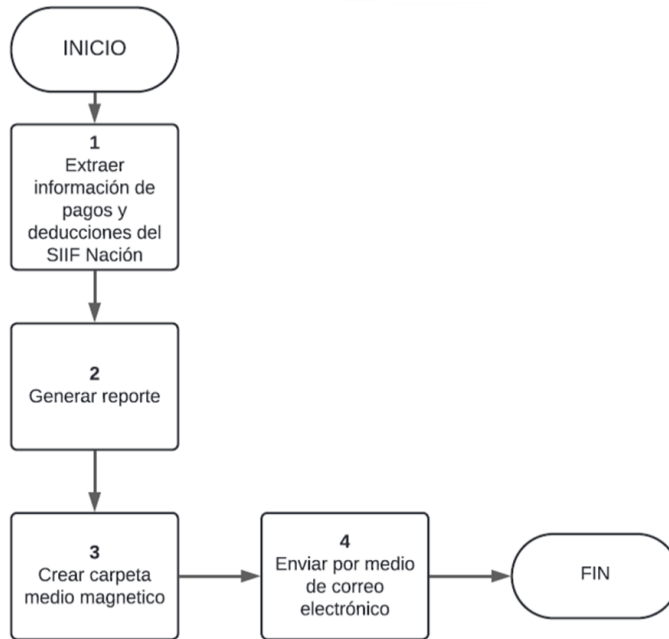 INICIO
1
Extraer
información de
pagos y
deducciones del
SIIF Nación
2
Generar reporte
3
Crear carpeta
medio magnetico
4
Enviar por medio
de correo
electrónico
FIN